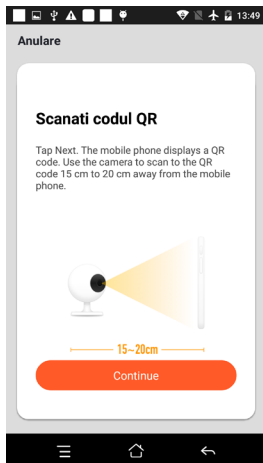 13:49
Anulare
Scanati codul QR
Tap Next. The mobile phone displays a QR
code. Use the camera to scan to the QR
code 15 cm to 20 cm away from the mobile
phone.
15~20cm
Continue